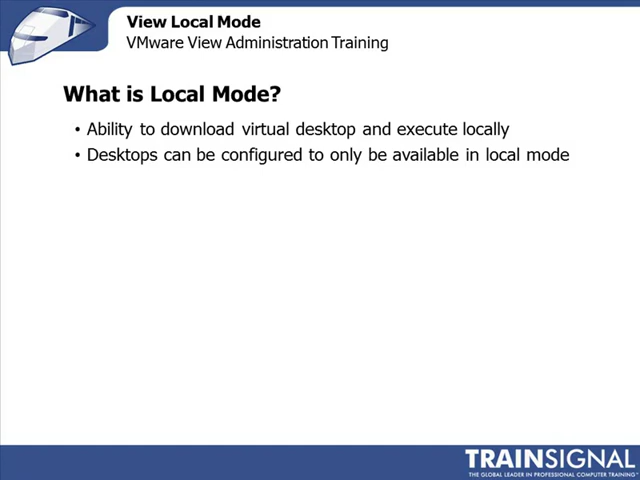 View Local Mode
VMware View Administration Training
What is Local Mode?
• Ability to download virtual desktop and execute locally
• Desktops can be configured to only be available in local mode
TRAINSIGNAL
THE GLOBAL LEADER IN PROFESSIONAL COMPUTER TRAINING™